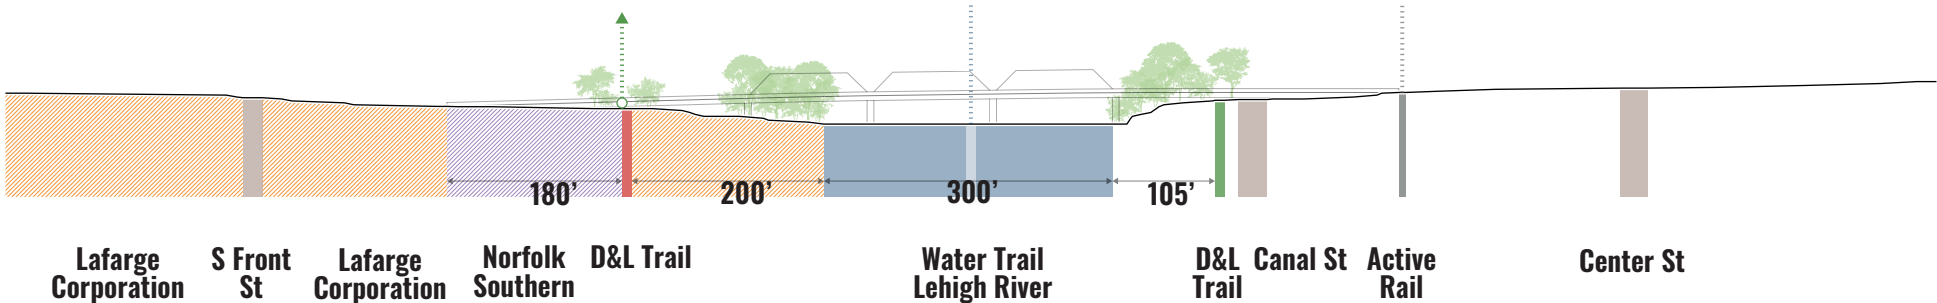 180’
200’
300’
105’
Lafarge
Corporation
S Front
St
Lafarge
Corporation
Norfolk
Southern
D&L Trail
Water Trail
Lehigh River
D&L
Trail
Canal St
Active
Rail
Center St